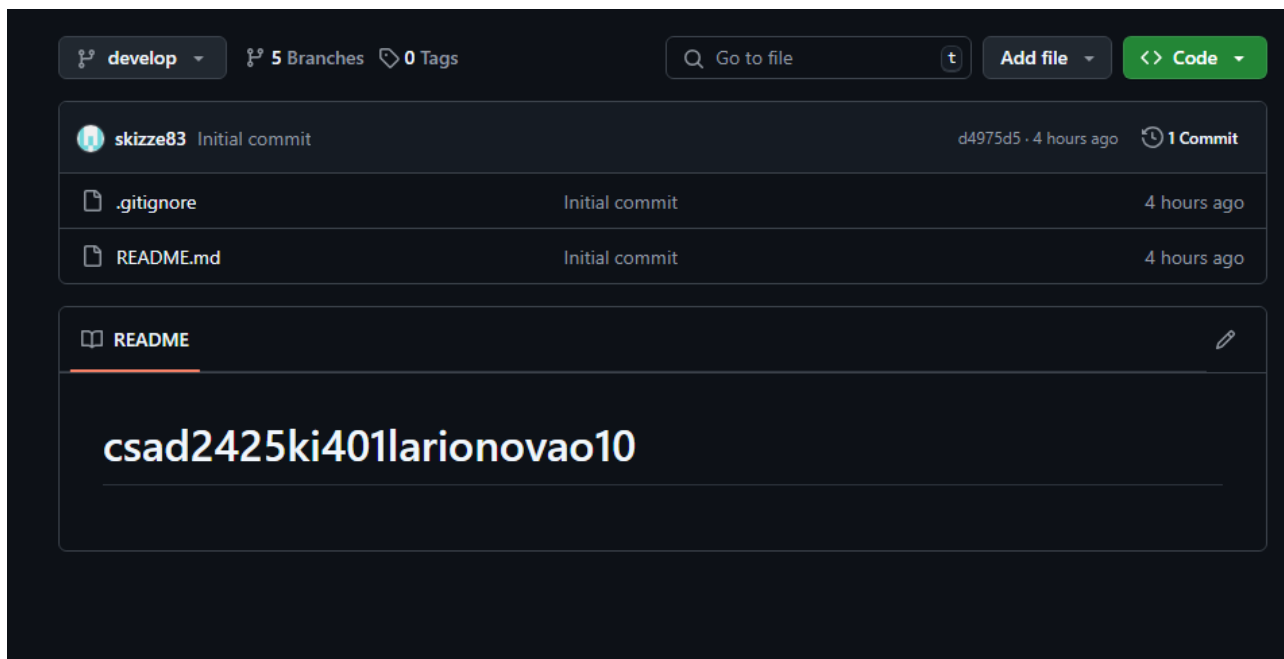 develop 5 Branches 0 Tags Go to file t Add file <> Code
skizze83 Initial commit d4975d5 · 4 hours ago 1 Commit
.gitignore Initial commit 4 hours ago
README.md Initial commit 4 hours ago
README
csad2425ki401larionovao10